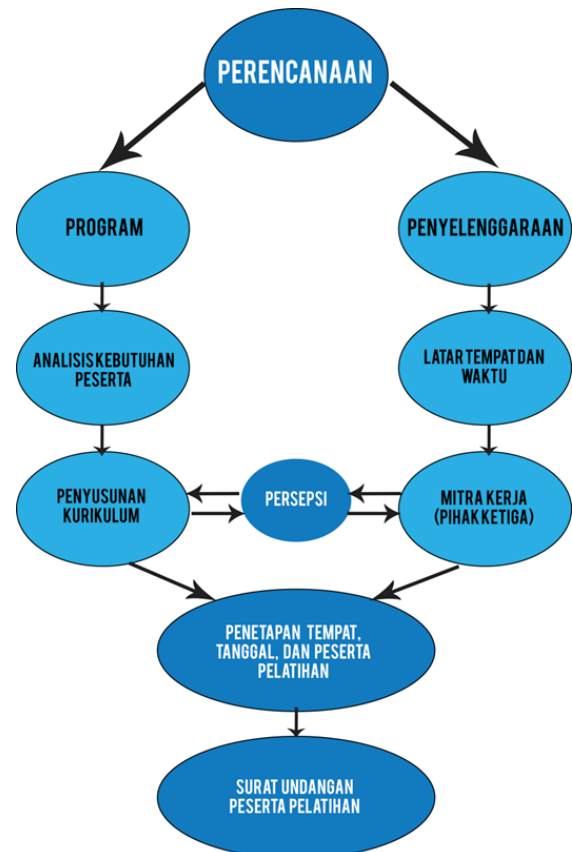 PERENCANAAN
PROGRAM
PENYELENGGARAAN
ANALISIS KEBUTUHAN
PESERTA
LATAR TEMPAT DAN
WAKTU
PENYUSUNAN
KURIKULUM
PERSEPSI
MITRA KERJA
(PIHAK KETIGA)
PENETAPAN TEMPAT,
TANGGAL, DAN PESERTA
PELATIHAN
SURAT UNDANGAN
PESERTA PELATIHAN